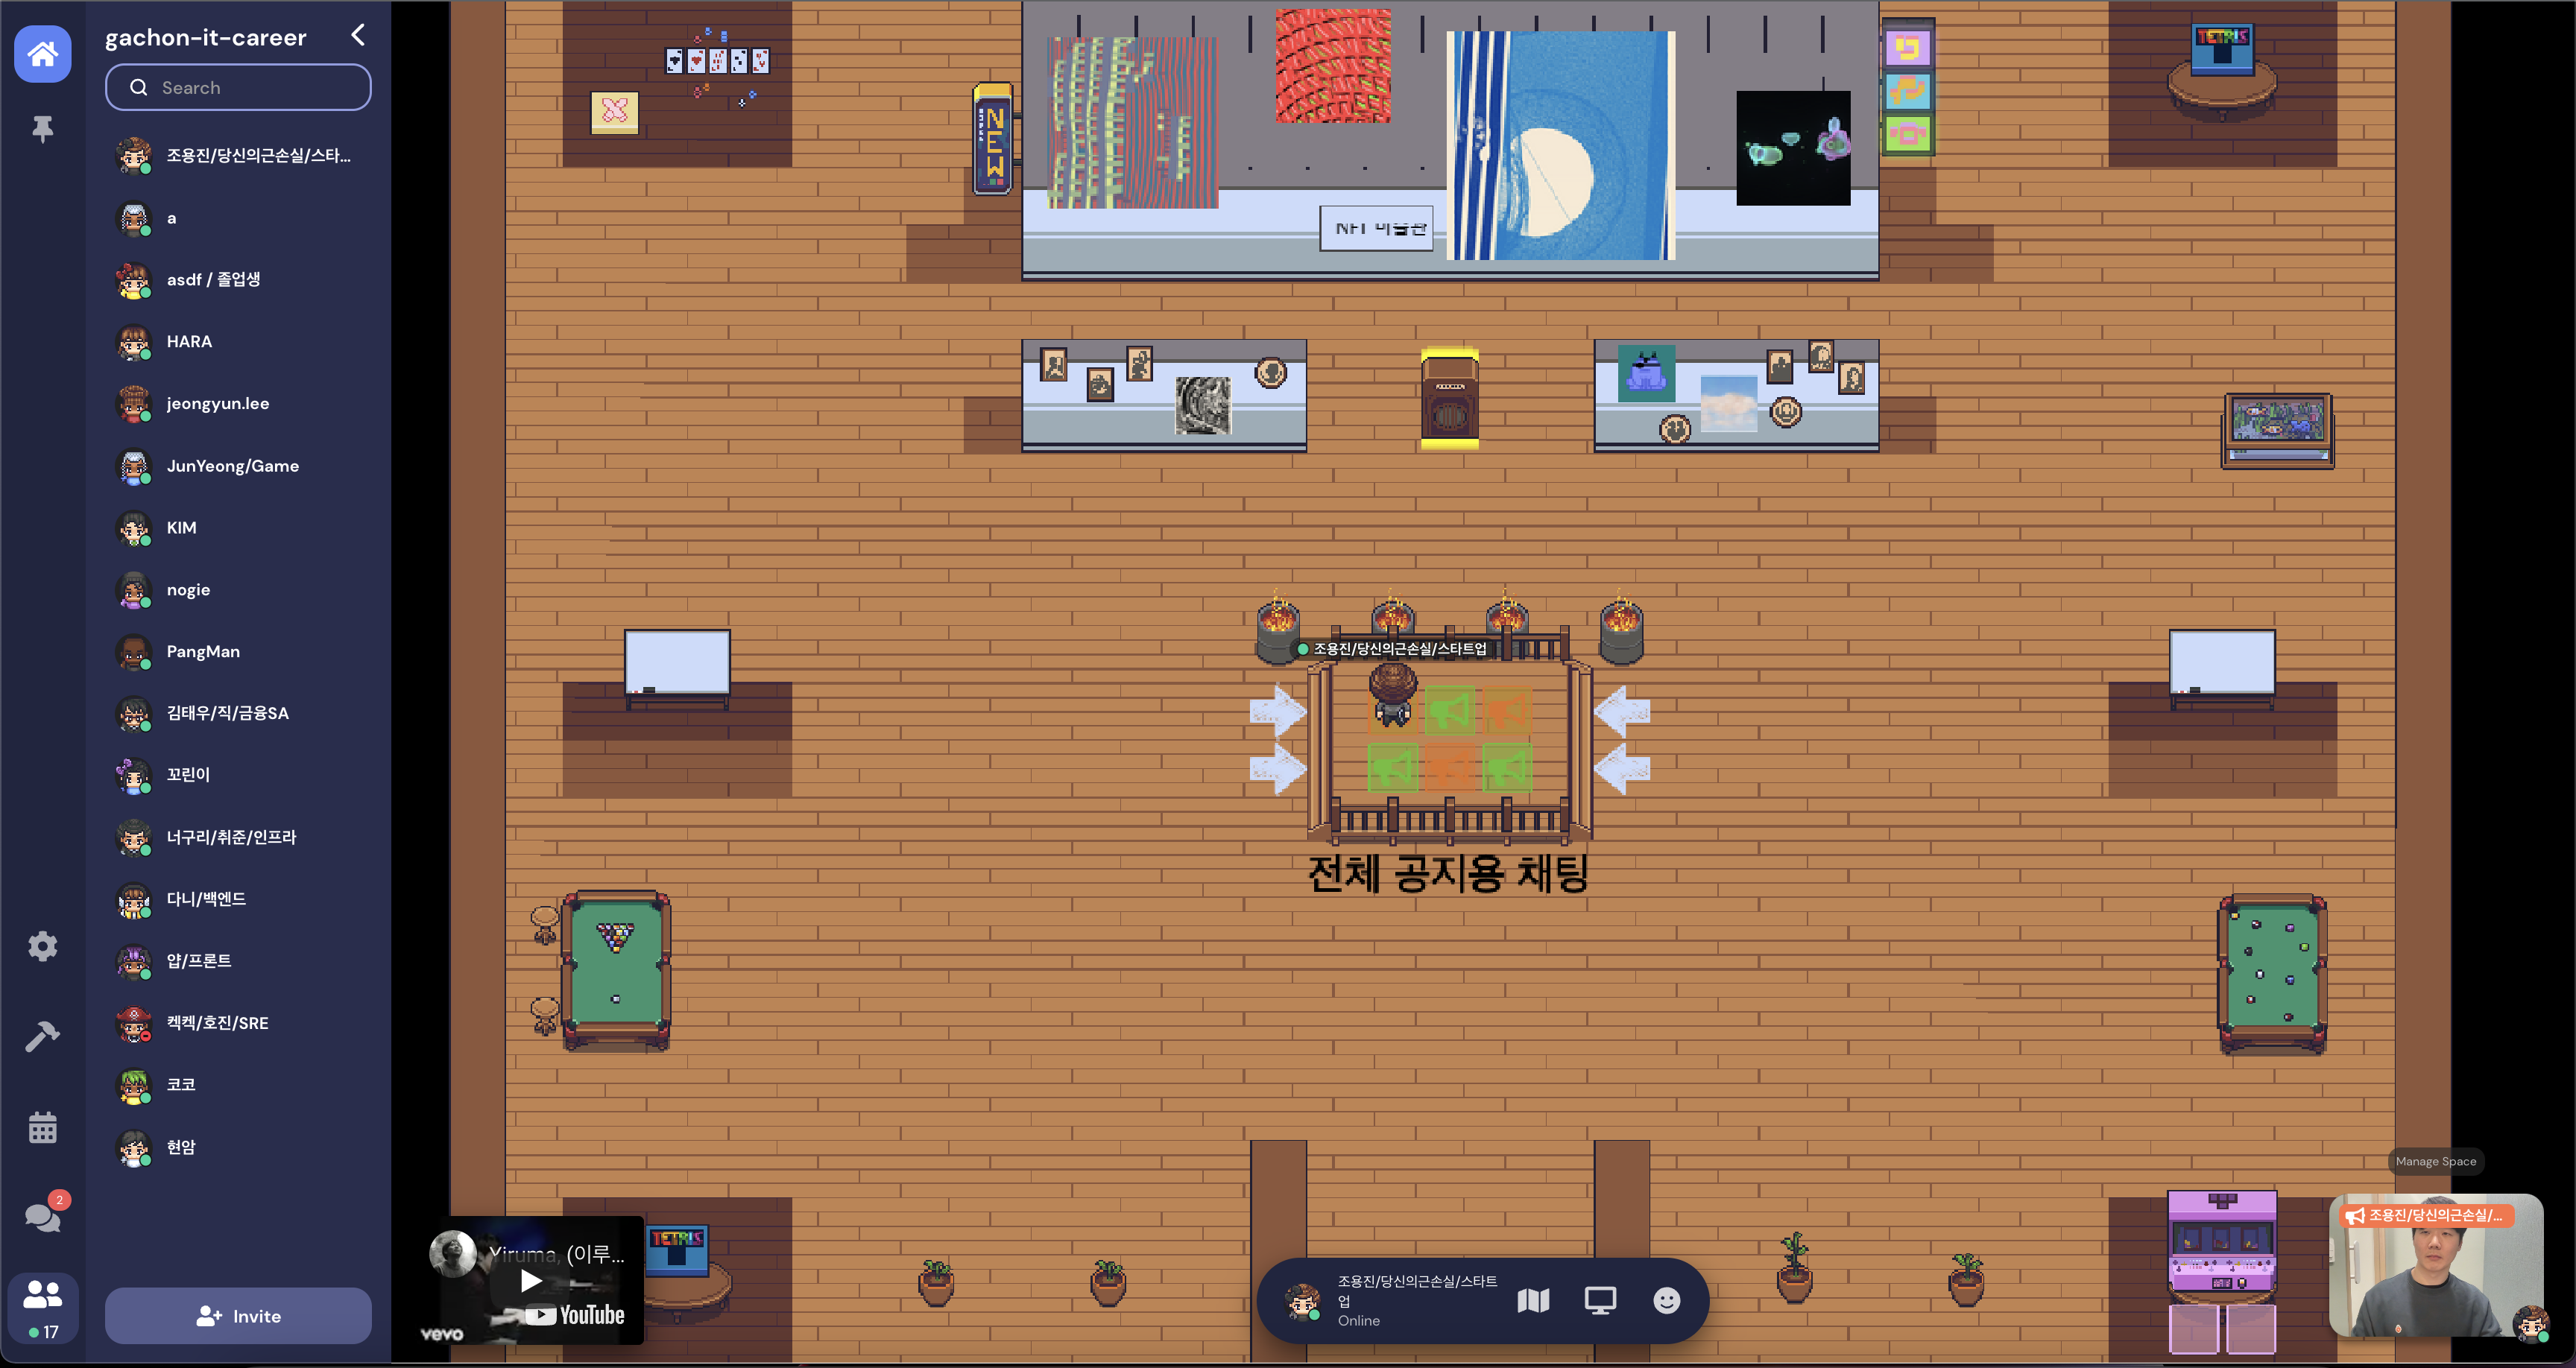 gachon-it-career
Search
조용진/당신의근손실/스타...
a
asdf / 졸업생
HARA
jeongyun.lee
JunYeong/Game
KIM
nogie
PangMan
김태우/직/금융SA
꼬린이
너구리/취준/인프라
다니/백엔드
얍/프론트
켁켁/호진/SRE
코코
현암
2
17
Invite
NEW
TETRIS
NFT 미술관
조용진/당신의근손실/스타트업
전체 공지용 채팅
Yiruma, (이루...
YouTube
vevo
TETRIS
조용진/당신의근손실/스타트
업
Online
Manage Space
조용진/당신의근손실/...